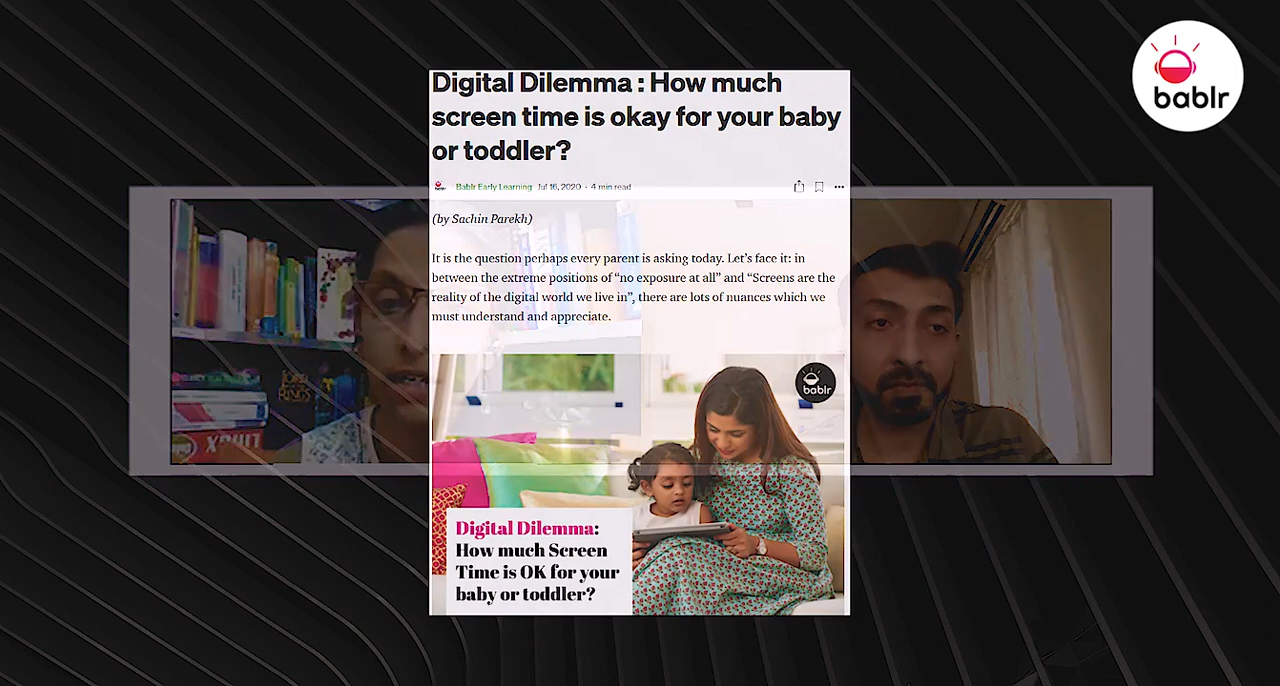 bablr
Digital Dilemma : How much
screen time is okay for your baby
or toddler?
Bablr Early Learning Jul 16, 2020 · 4 min read
(by Sachin Parekh)
It is the question perhaps every parent is asking today. Let's face it: in
between the extreme positions of “no exposure at all” and “Screens are the
reality of the digital world we live in”, there are lots of nuances which we
must understand and appreciate.
bablr
Digital Dilemma:
How much Screen
Time is OK for your
baby or toddler?
LORD
RINGS